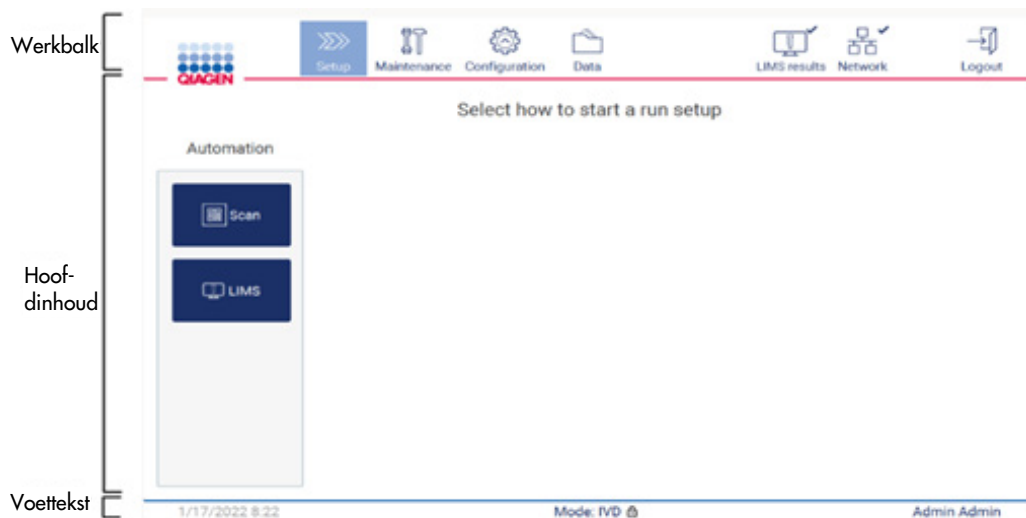 Werkbalk
QIAGEN
Setup
Maintenance
Configuration
Data
LIMS results
Network
Logout
Select how to start a run setup
Automation
Scan
LIMS
Hoof-
dinhoud
Voettekst
1/17/2022 8:22
Mode: IVD
Admin Admin